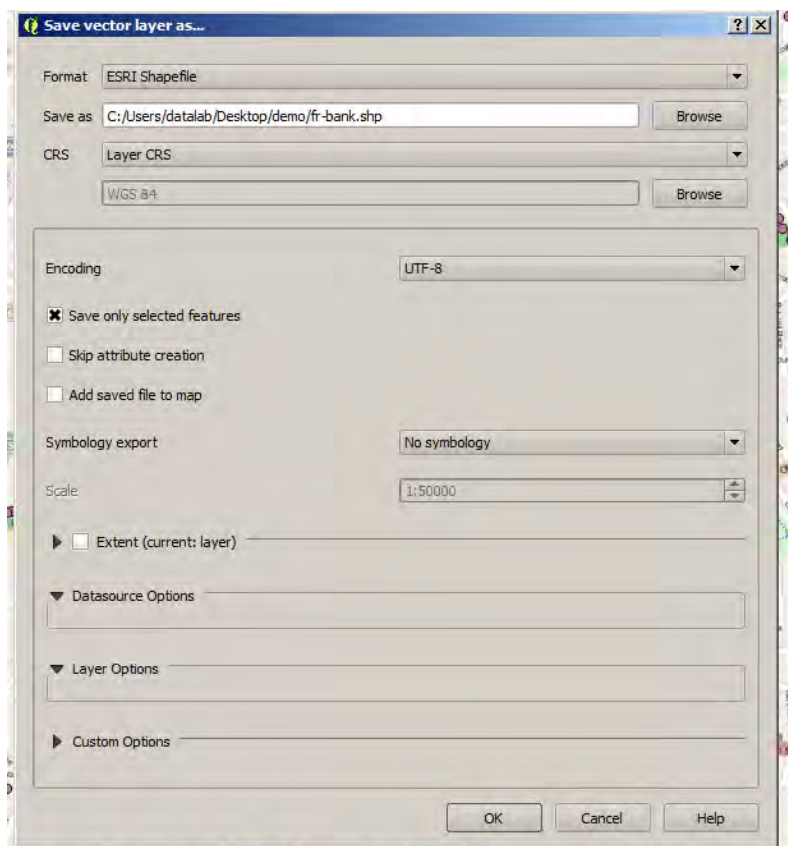 Save vector layer as...
Format ESRI Shapefile
Save as C:/Users/datalab/Desktop/demo/fr-bank.shp Browse
CRS Layer CRS
WGS 84 Browse
Encoding UTF-8
Save only selected features
Skip attribute creation
Add saved file to map
Symbology export No symbology
Scale 1:50000
Extent (current: layer)
Datasource Options
Layer Options
Custom Options
OK Cancel Help